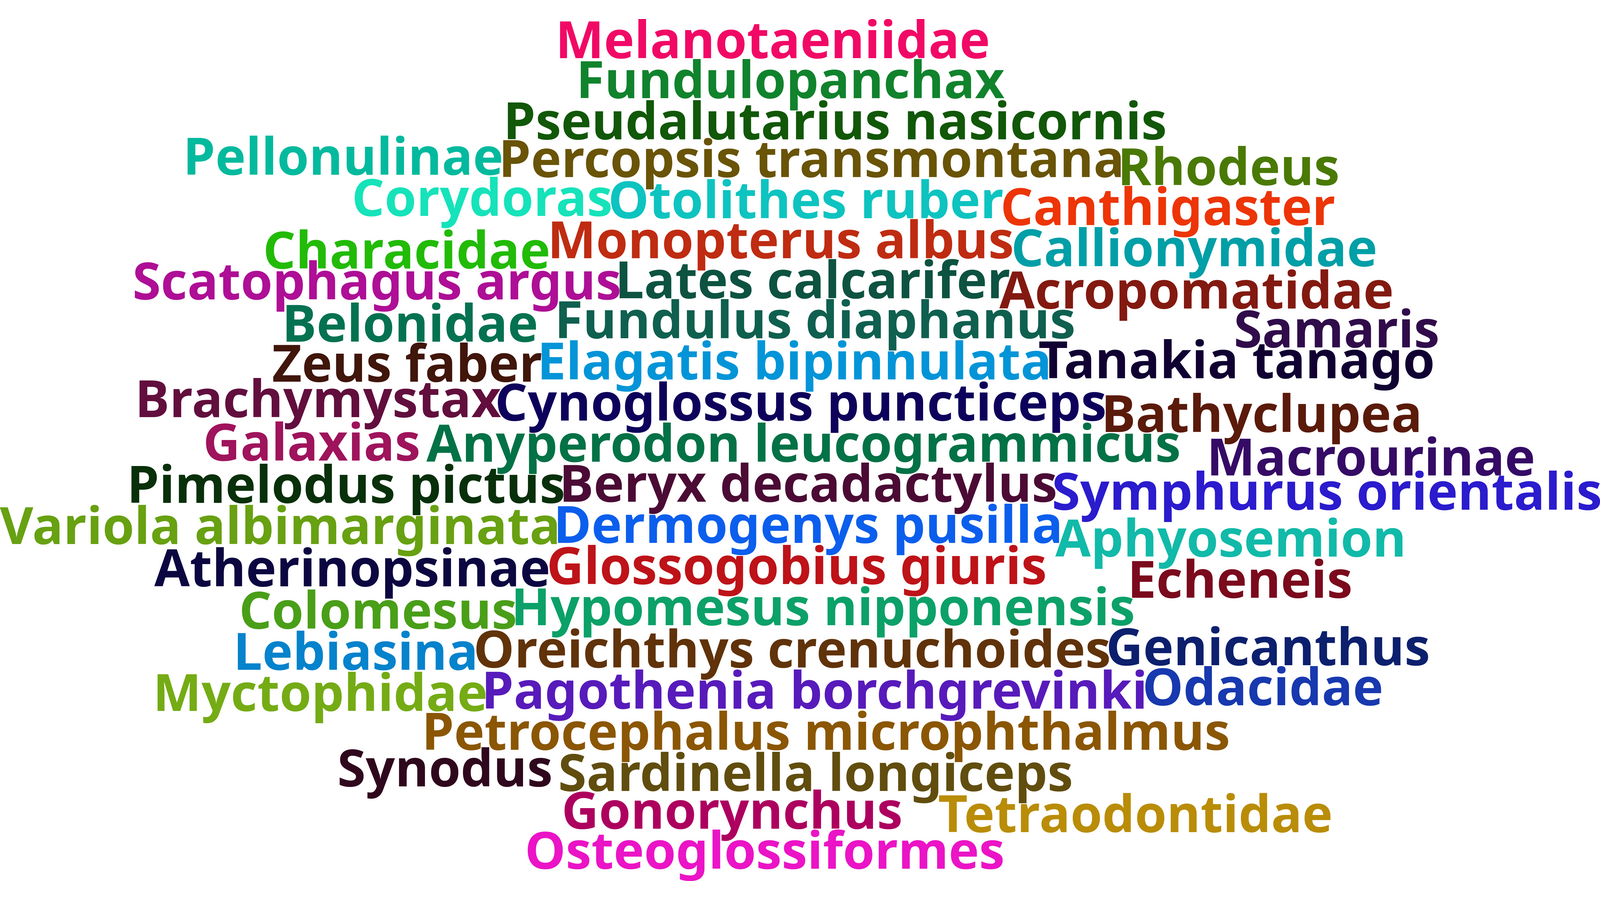 Melanotaeniidae
Fundulopanchax
Pseudalutarius nasicornis
Pellonulinae Percopsis transmontana Rhodeus
Corydoras Otolithes ruber Canthigaster
Characidae Monopterus albus Callionymidae
Scatophagus argus Lates calcarifer Acropomatidae
Belonidae Fundulus diaphanus Samaris
Zeus faber Elagatis bipinnulata Tanakia tanago
Brachymystax Cynoglossus puncticeps Bathyclupea
Galaxias Anyperodon leucogrammicus Macrourinae
Pimelodus pictus Beryx decadactylus Symphurus orientalis
Variola albimarginata Dermogenys pusilla Aphyosemion
Atherinopsinae Glossogobius giuris Echeneis
Colomesus Hypomesus nipponensis
Lebiasina Oreichthys crenuchoides Genicanthus
Myctophidae Pagothenia borchgrevinki Odacidae
Petrocephalus microphthalmus
Synodus Sardinella longiceps
Gonorynchus Tetraodontidae
Osteoglossiformes